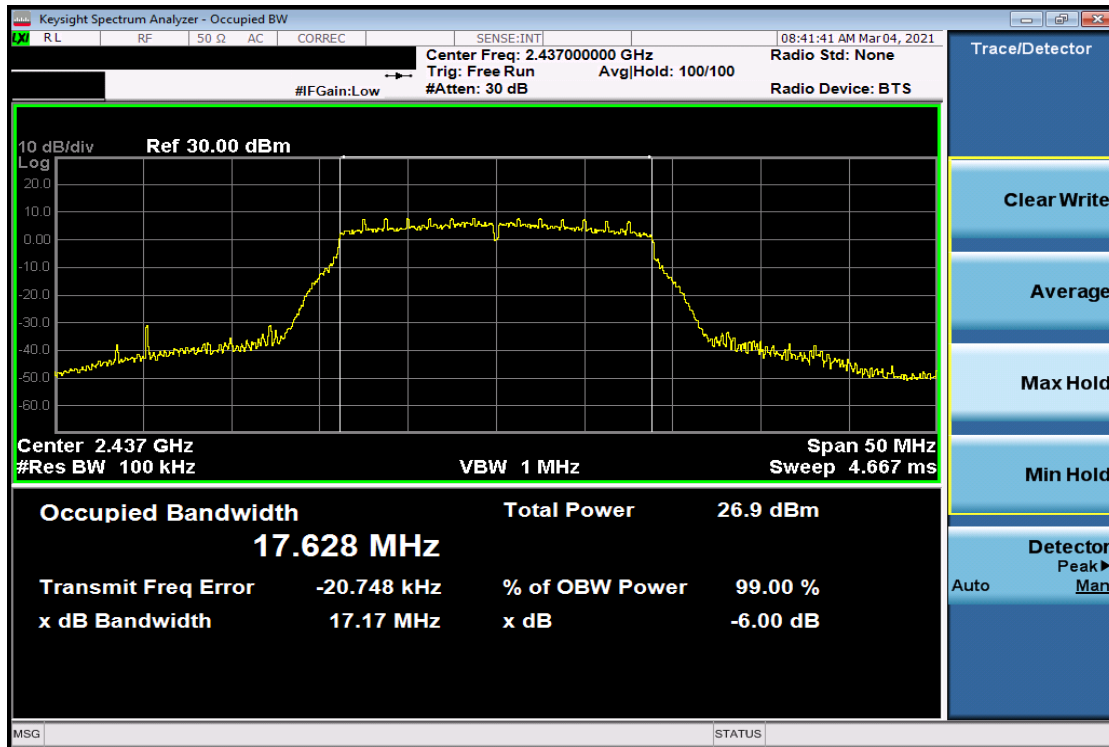 Keysight Spectrum Analyzer - Occupied BW
LXI RL RF 50 Ω AC CORREC SENSE:INT 08:41:41 AM Mar 04, 2021
Center Freq: 2.437000000 GHz Radio Std: None
Trig: Free Run Avg|Hold: 100/100
#IFGain:Low #Atten: 30 dB Radio Device: BTS
10 dB/div Ref 30.00 dBm
Log
20.0
10.0
0.00
-10.0
-20.0
-30.0
-40.0
-50.0
-60.0
Center 2.437 GHz Span 50 MHz
#Res BW 100 kHz VBW 1 MHz Sweep 4.667 ms
Occupied Bandwidth Total Power 26.9 dBm
17.628 MHz
Transmit Freq Error -20.748 kHz % of OBW Power 99.00 %
x dB Bandwidth 17.17 MHz x dB -6.00 dB
MSG STATUS
Trace/Detector
Clear Write
Average
Max Hold
Min Hold
Detector
Peak▶
Auto Man